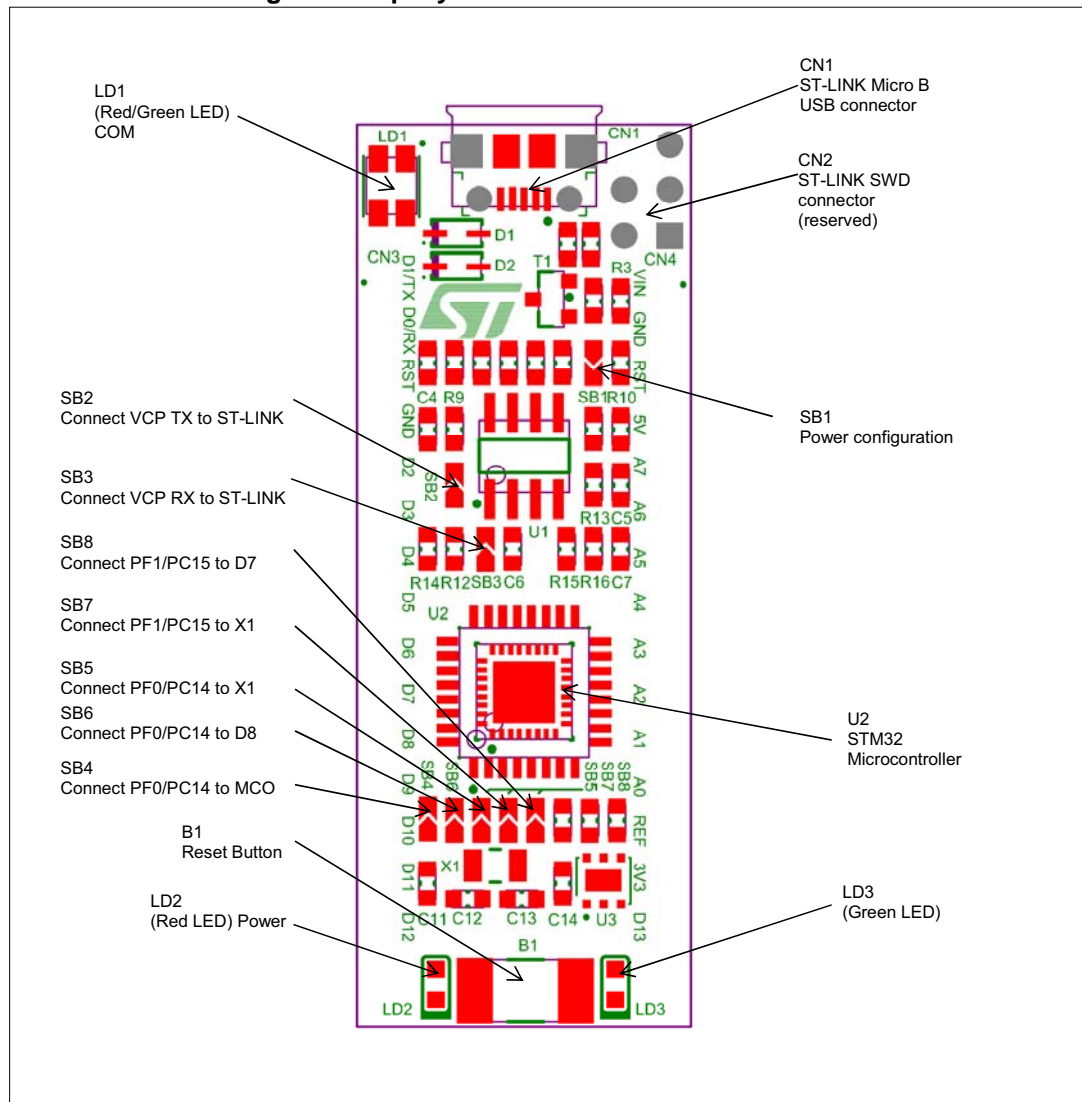 LD1
(Red/Green LED)
COM
CN1
ST-LINK Micro B
USB connector
CN2
ST-LINK SWD
connector
(reserved)
SB1
Power configuration
SB2
Connect VCP TX to ST-LINK
SB3
Connect VCP RX to ST-LINK
SB8
Connect PF1/PC15 to D7
SB7
Connect PF1/PC15 to X1
SB5
Connect PF0/PC14 to X1
SB6
Connect PF0/PC14 to D8
SB4
Connect PF0/PC14 to MCO
B1
Reset Button
LD2
(Red LED) Power
U2
STM32
Microcontroller
LD3
(Green LED)
LD1
CN1
D1
CN3
D2
T1
R3
CN4
D1/TX
D0/RX
RST
GND
D2
D3
D4
D5
D6
D7
D8
D9
D10
D11
D12
VIN
GND
RST
5V
A7
A6
A5
A4
A3
A2
A1
A0
REF
3V3
D13
ST
C4 R9
SB1 R10
SB2
R13 C5
U1
R14 R12 SB3 C6
R15 R16 C7
U2
SB4
SB6
SB5
SB7
SB8
X1
C11 C12 C13 C14 U3
B1
LD2
LD3